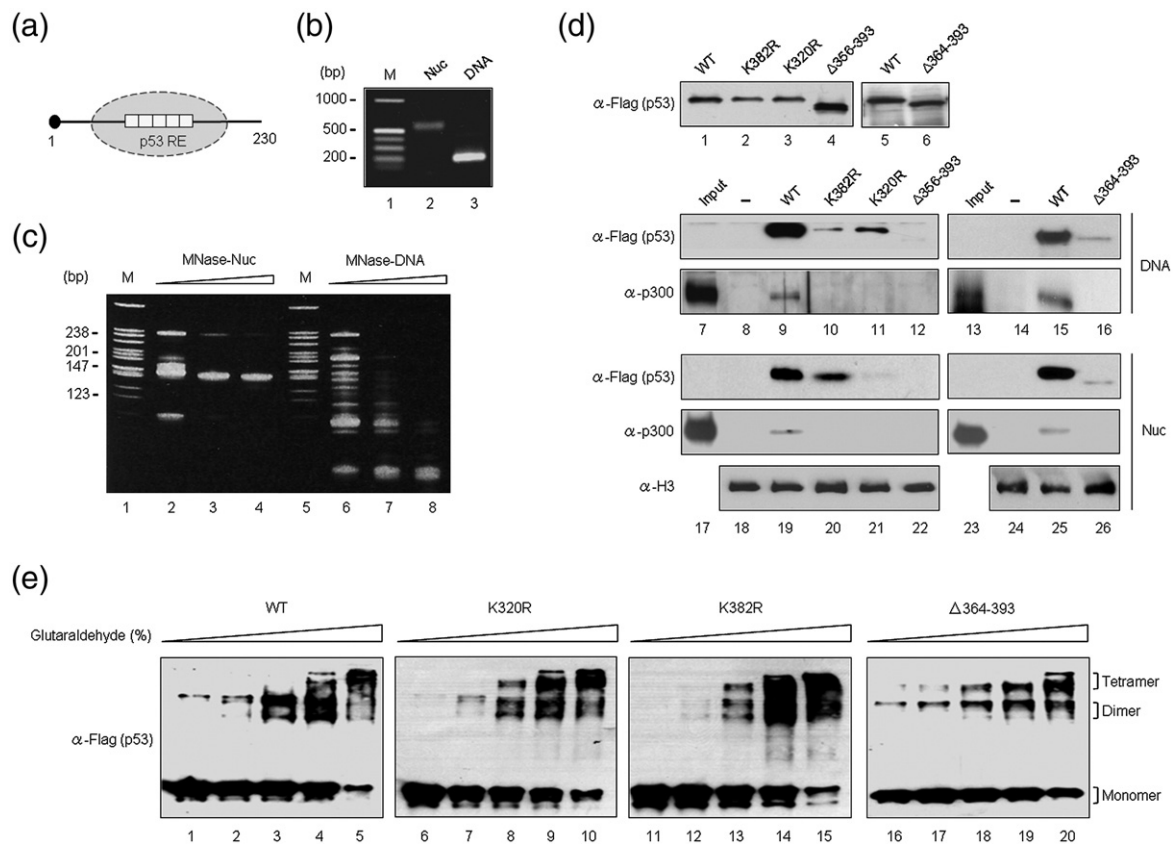 (a)
p53 RE
1
230
(b)
(bp) M Nuc DNA
1000
500
200
1 2 3
(c)
MNase-Nuc MNase-DNA
(bp) M M
238
201
147
123
1 2 3 4 5 6 7 8
(d)
WT K382R K320R Δ356-393 WT Δ364-393
α-Flag (p53)
1 2 3 4 5 6
Input – WT K382R K320R Δ356-393 Input – WT Δ364-393
α-Flag (p53)
α-p300
DNA
7 8 9 10 11 12 13 14 15 16
α-Flag (p53)
α-p300
Nuc
α-H3
17 18 19 20 21 22 23 24 25 26
(e)
WT K320R K382R Δ364-393
Glutaraldehyde (%)
Tetramer
Dimer
α-Flag (p53)
Monomer
1 2 3 4 5 6 7 8 9 10 11 12 13 14 15 16 17 18 19 20